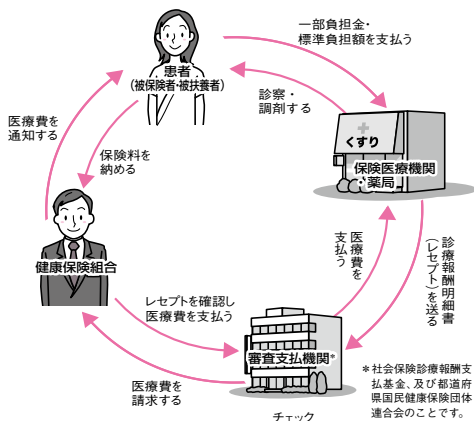 一部負担金・
標準負担額を支払う
患者
（被保険者・被扶養者）
診察・
調剤する
医療費を
通知する
保険料を
納める
くすり
保険医療機関
・薬局
健康保険組合
医療費を
支払う
診療報酬明細書
（レセプト）を送る
レセプトを確認し
医療費を支払う
審査支払機関*
医療費を
請求する
チェック
＊社会保険診療報酬支
払基金、及び都道府
県国民健康保険団体
連合会のことです。